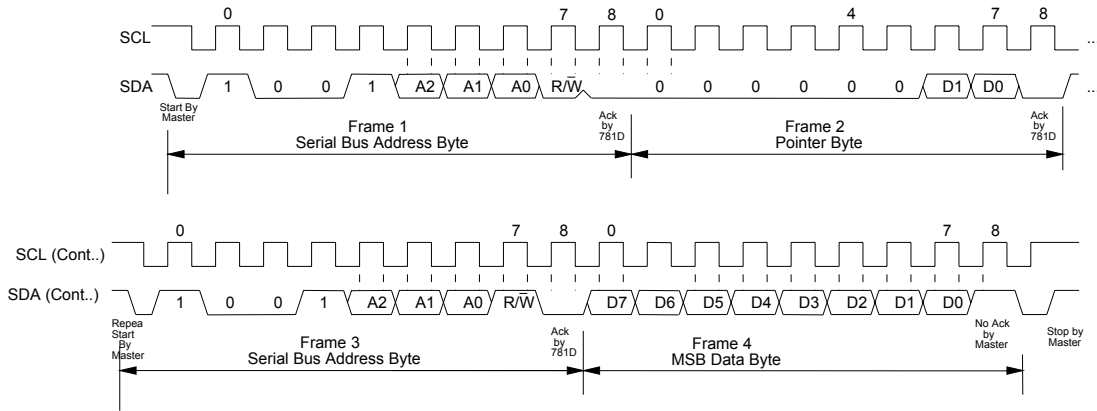 0 7 8 0 4 7 8
SCL ...
SDA 1 0 0 1 A2 A1 A0 R/W̅ 0 0 0 0 0 0 D1 D0 ...
Start By
Master
Ack
by
781D
Ack
by
781D
Frame 1
Serial Bus Address Byte
Frame 2
Pointer Byte
0 7 8 0 7 8
SCL (Cont..)
SDA (Cont..) 1 0 0 1 A2 A1 A0 R/W̅ D7 D6 D5 D4 D3 D2 D1 D0
Repea
Start
By
Master
Ack
by
781D
No Ack
by
Master
Stop by
Master
Frame 3
Serial Bus Address Byte
Frame 4
MSB Data Byte